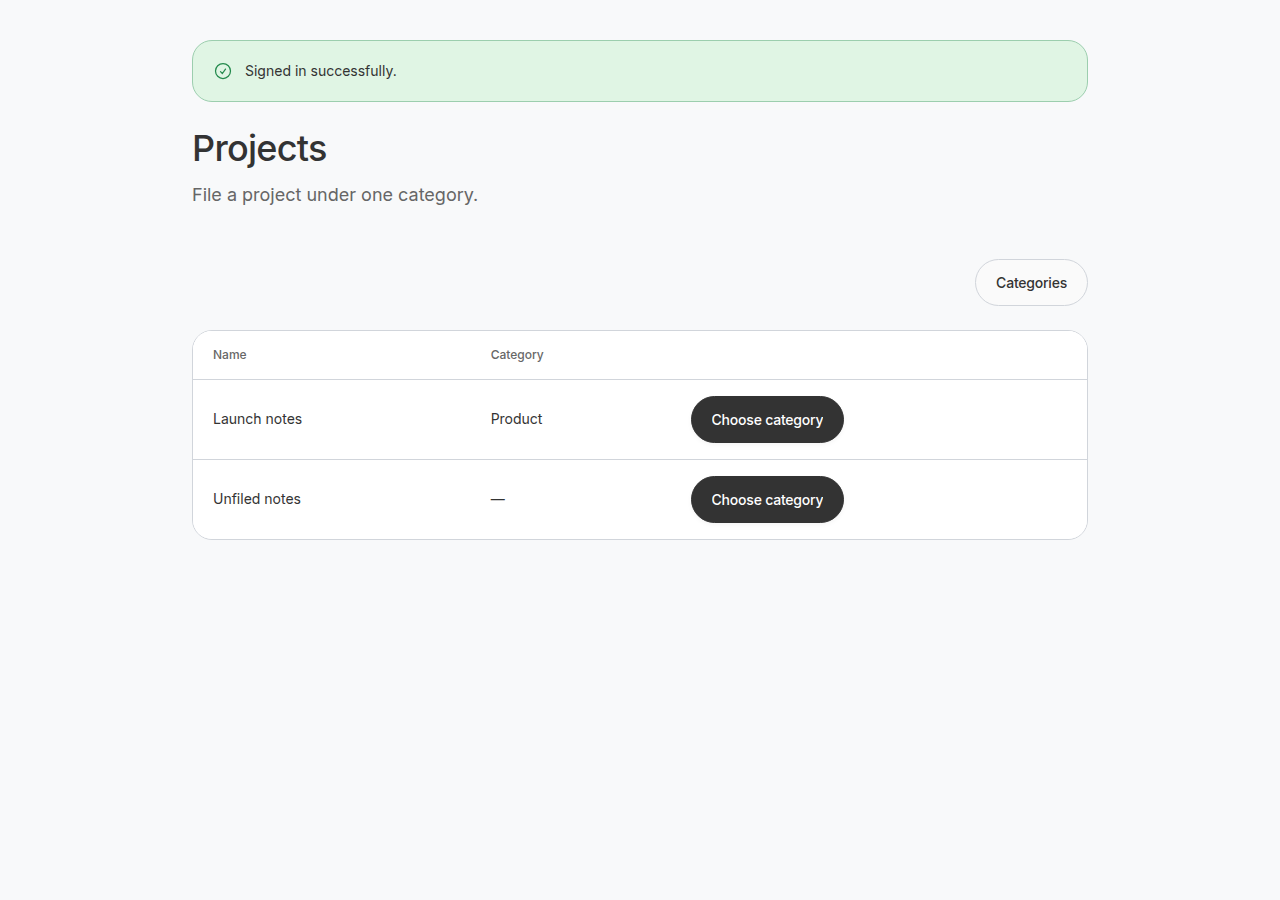 Signed in successfully.
Projects
File a project under one category.
Categories
Name Category
Launch notes Product Choose category
Unfiled notes — Choose category